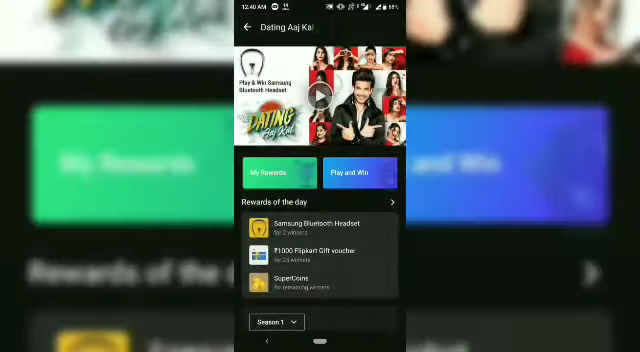 12.40 AM
55%
Dating Aaj Kal
Play & Win Samsung
Bluetooth Headset
DATING
Aaj Kal
My Rewards
Play and Win
Rewards of the day
Samsung Bluetooth Headset
for 2 winners
₹1000 Flipkart Gift voucher
for 25 winners
SuperCoins
for remaining winners
Season 1